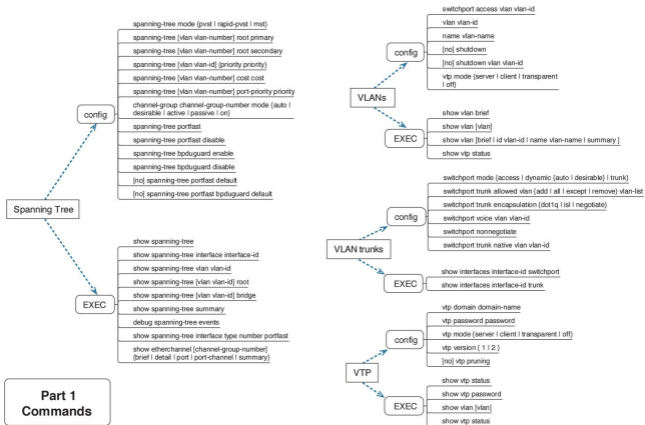 spanning-tree mode {pvst | rapid-pvst | mst}
spanning-tree [vlan vlan-number] root primary
spanning-tree [vlan vlan-number] root secondary
spanning-tree [vlan vlan-id] {priority priority}
spanning-tree [vlan vlan-number] cost cost
spanning-tree [vlan vlan-number] port-priority priority
channel-group channel-group-number mode {auto |
desirable | active | passive | on}
spanning-tree portfast
spanning-tree portfast disable
spanning-tree bpduguard enable
spanning-tree bpduguard disable
[no] spanning-tree portfast default
[no] spanning-tree portfast bpduguard default
config
Spanning Tree
EXEC
show spanning-tree
show spanning-tree interface interface-id
show spanning-tree vlan vlan-id
show spanning-tree [vlan vlan-id] root
show spanning-tree [vlan vlan-id] bridge
show spanning-tree summary
debug spanning-tree events
show spanning-tree interface type number portfast
show etherchannel [channel-group-number]
{brief | detail | port | port-channel | summary}
Part 1
Commands
switchport access vlan vlan-id
vlan vlan-id
name vlan-name
[no] shutdown
[no] shutdown vlan vlan-id
vtp mode {server | client | transparent
| off}
config
VLANs
EXEC
show vlan brief
show vlan [vlan]
show vlan [brief | id vlan-id | name vlan-name | summary ]
show vtp status
switchport mode {access | dynamic {auto | desirable} | trunk}
switchport trunk allowed vlan {add | all | except | remove} vlan-list
switchport trunk encapsulation {dot1q | isl | negotiate}
switchport voice vlan vlan-id
switchport nonnegotiate
switchport trunk native vlan vlan-id
config
VLAN trunks
EXEC
show interfaces interface-id switchport
show interfaces interface-id trunk
vtp domain domain-name
vtp password password
vtp mode {server | client | transparent | off}
vtp version { 1 | 2 }
[no] vtp pruning
config
VTP
EXEC
show vtp status
show vtp password
show vlan [vlan]
show vtp status